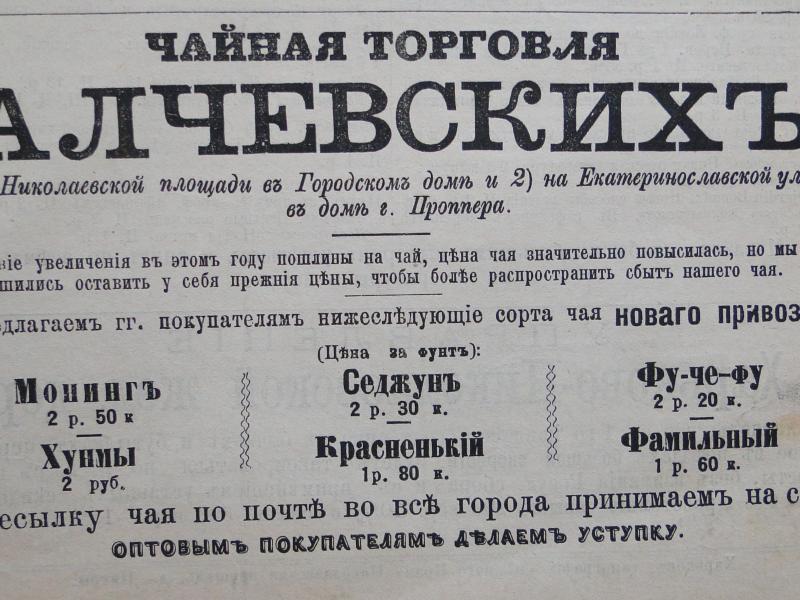 ЧАЙНАЯ ТОРГОВЛЯ
АЛЧЕВСКИХЪ
Николаевской площади въ Городскомъ домѣ и 2) на Екатеринославской ул
въ домѣ г. Проппера.
ніе увеличенія въ этомъ году пошлины на чай, цѣна чая значительно повысилась, но мы
шились оставить у себя прежнія цѣны, чтобы болѣе распространить сбытъ нашего чая.
едлагаемъ гг. покупателямъ нижеслѣдующіе сорта чая новаго привоз
(Цѣна за фунтъ):
Монингъ
2 р. 50 к
Седжунъ
2 р. 30 к.
Фу-че-фу
2 р. 20 к.
Хунмы
2 руб.
Красненькій
1р. 80 к.
Фамильный
1 р. 60 к.
ресылку чая по почтѣ во всѣ города принимаемъ на с
ОПТОВЫМЪ ПОКУПАТЕЛЯМЪ ДѢЛАЕМЪ УСТУПКУ.